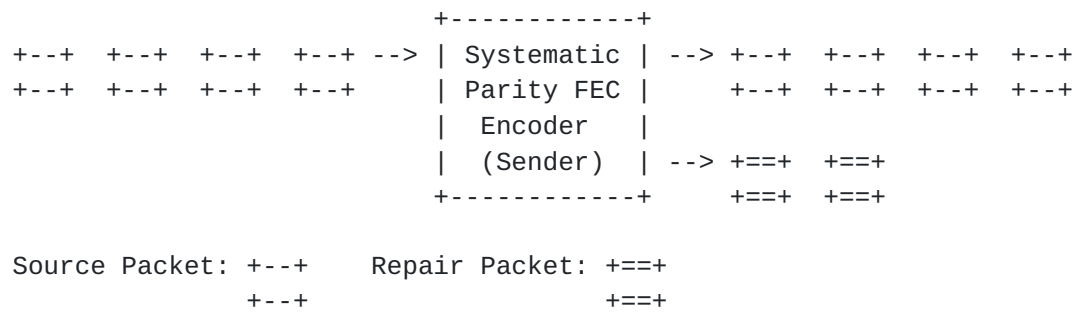 +------------+
+--+  +--+  +--+  +--+ --> | Systematic | --> +--+  +--+  +--+  +--+
+--+  +--+  +--+  +--+     | Parity FEC |     +--+  +--+  +--+  +--+
                           |  Encoder   |
                           |  (Sender)  | --> +==+  +==+
                           +------------+     +==+  +==+
Source Packet: +--+    Repair Packet: +==+
               +--+                   +==+